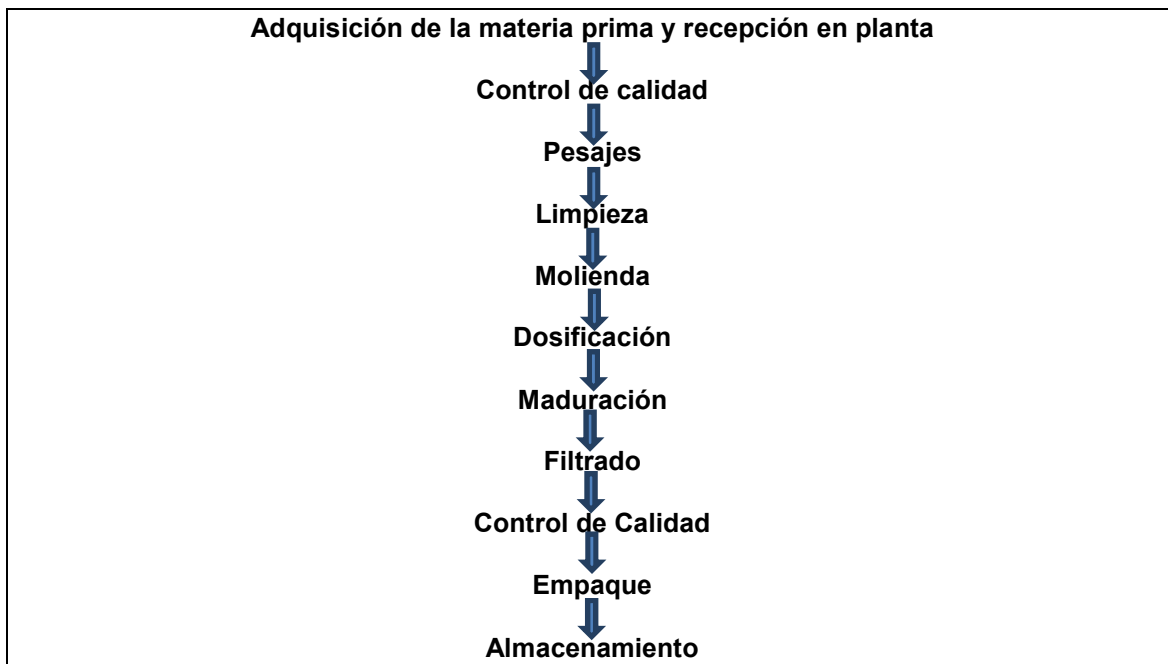 Adquisición de la materia prima y recepción en planta
Control de calidad
Pesajes
Limpieza
Molienda
Dosificación
Maduración
Filtrado
Control de Calidad
Empaque
Almacenamiento